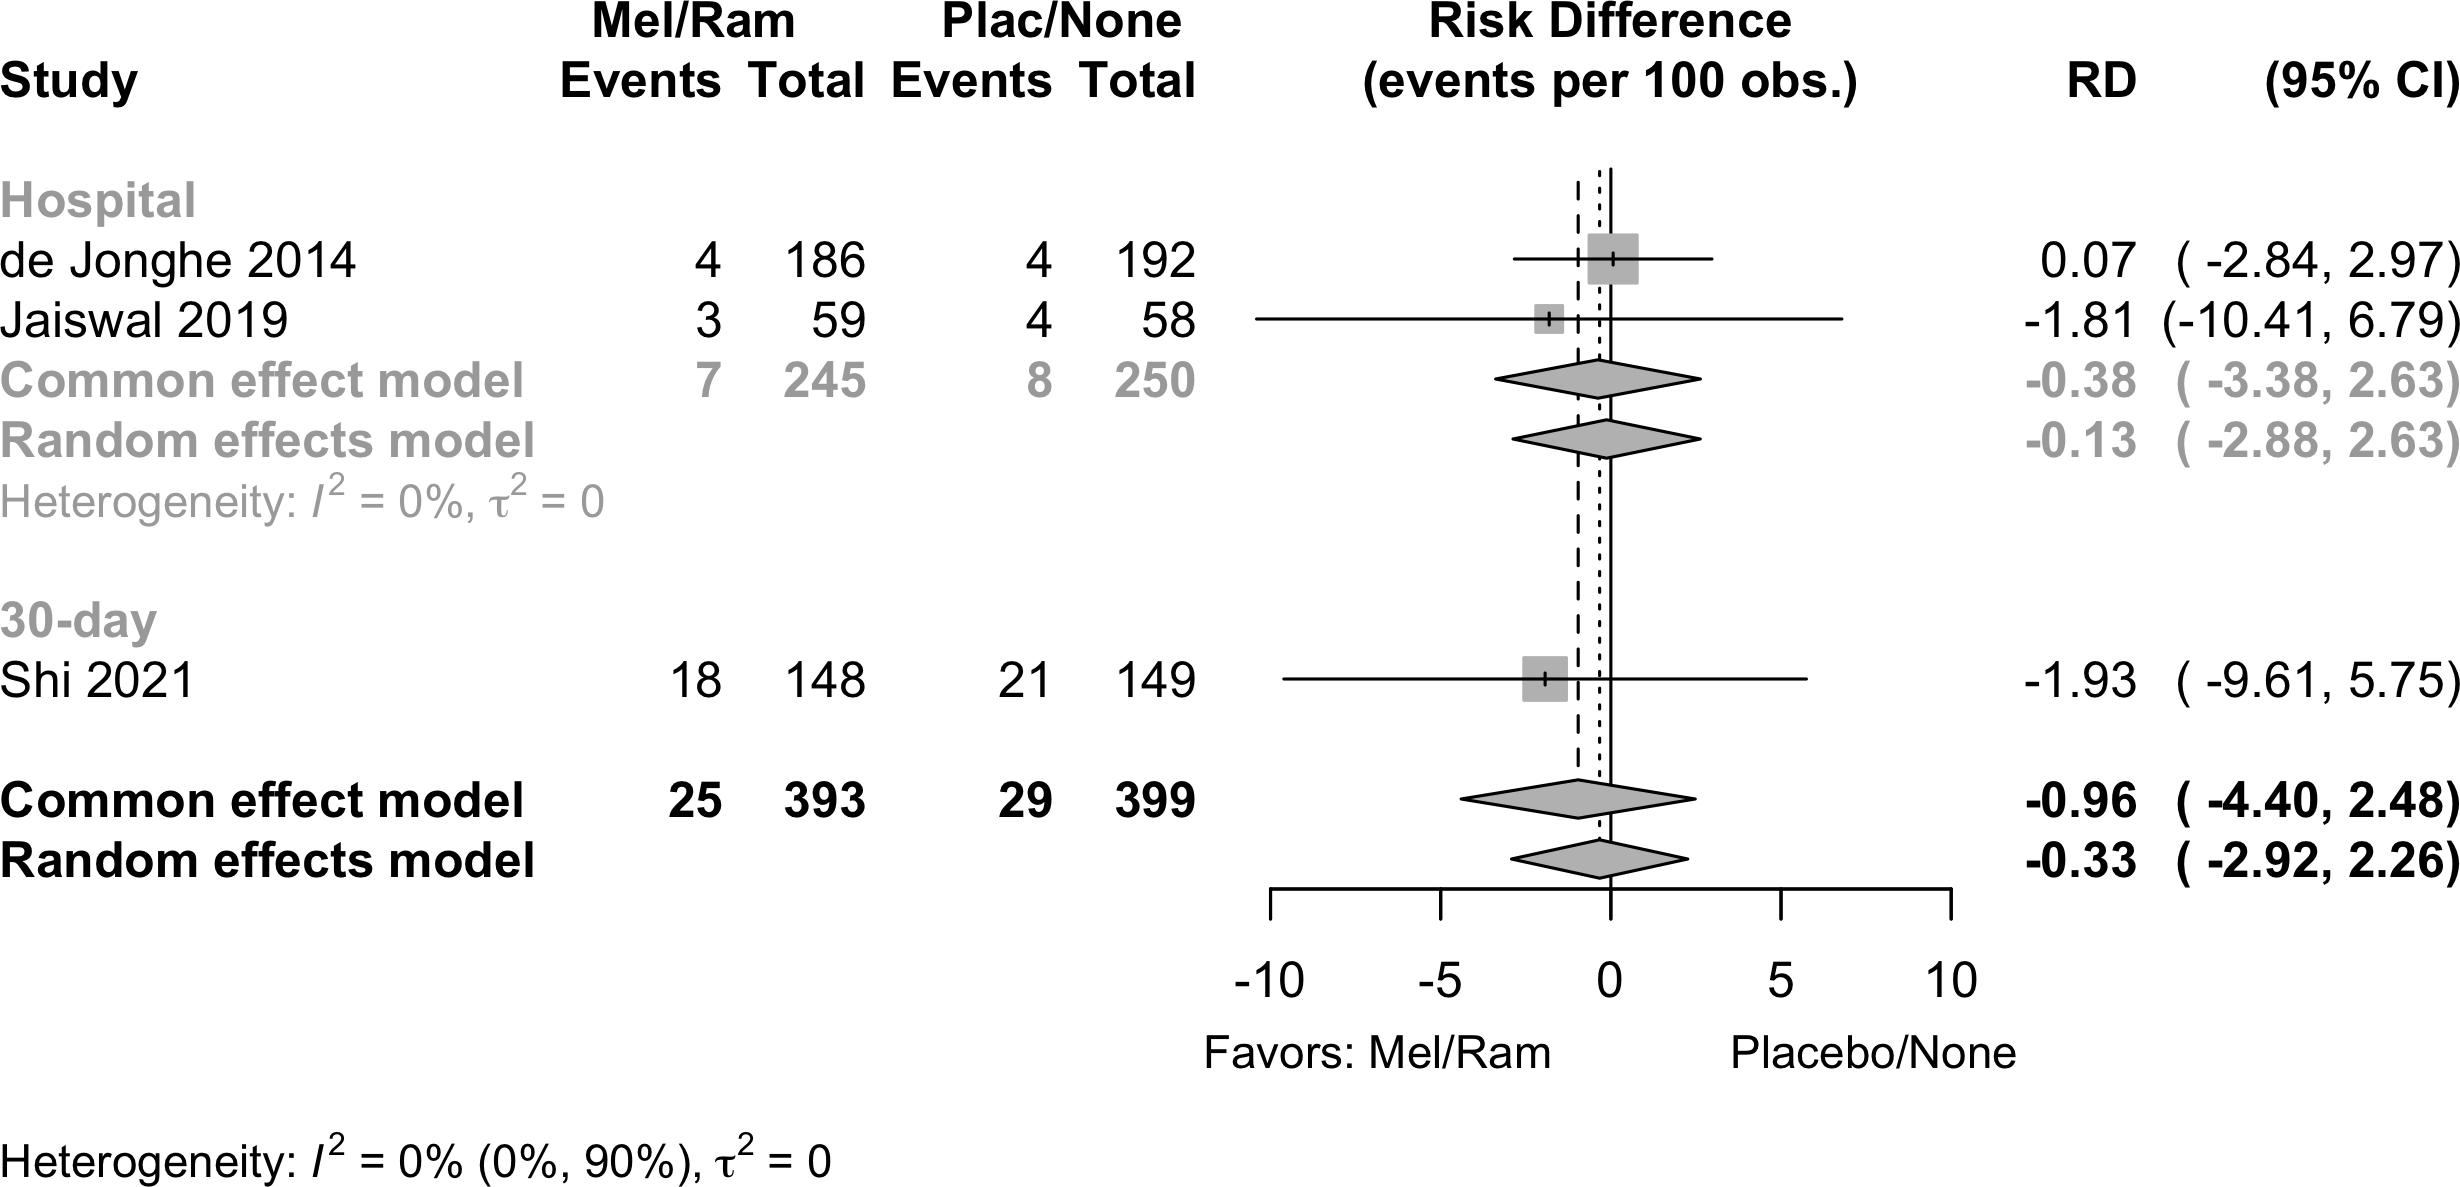 Mel/Ram Plac/None Risk Difference
Study Events Total Events Total (events per 100 obs.) RD (95% CI)
Hospital
de Jonghe 2014 4 186 4 192 0.07 ( -2.84, 2.97)
Jaiswal 2019 3 59 4 58 -1.81 (-10.41, 6.79)
Common effect model 7 245 8 250 -0.38 ( -3.38, 2.63)
Random effects model -0.13 ( -2.88, 2.63)
Heterogeneity: I² = 0%, τ² = 0
30-day
Shi 2021 18 148 21 149 -1.93 ( -9.61, 5.75)
Common effect model 25 393 29 399 -0.96 ( -4.40, 2.48)
Random effects model -0.33 ( -2.92, 2.26)
-10 -5 0 5 10
Favors: Mel/Ram Placebo/None
Heterogeneity: I² = 0% (0%, 90%), τ² = 0